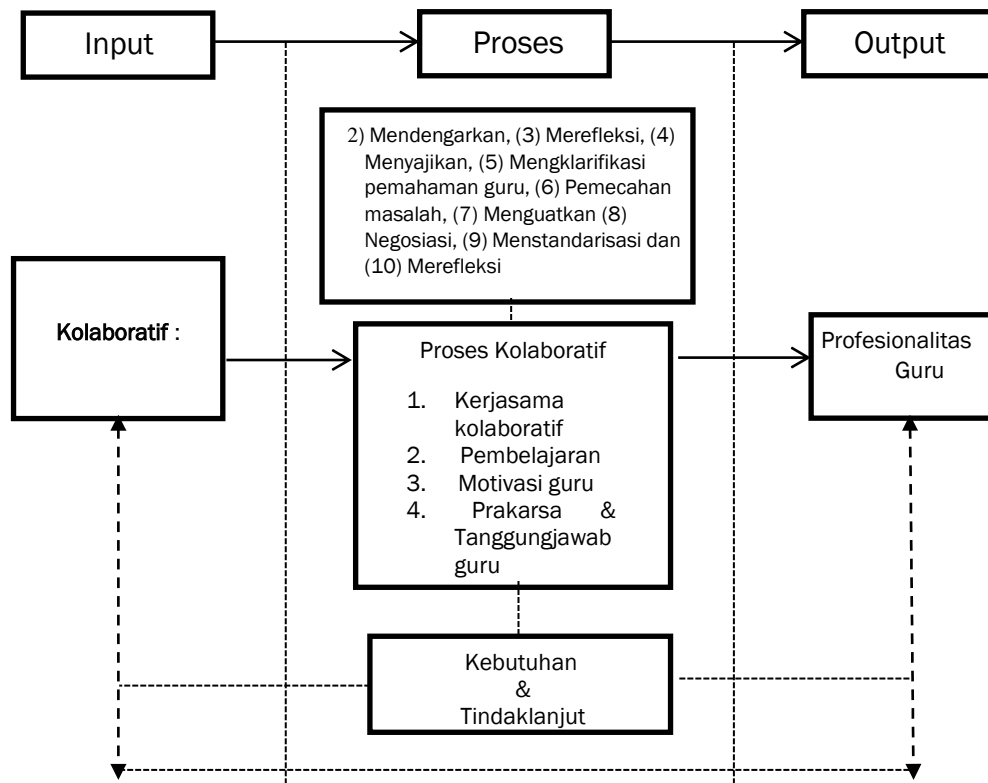 Input
Proses
Output
2) Mendengarkan, (3) Merefleksi, (4)
Menyajikan, (5) Mengklarifikasi
pemahaman guru, (6) Pemecahan
masalah, (7) Menguatkan (8)
Negosiasi, (9) Menstandarisasi dan
(10) Merefleksi
Kolaboratif :
Proses Kolaboratif
1. Kerjasama
kolaboratif
2. Pembelajaran
3. Motivasi guru
4. Prakarsa &
Tanggungjawab
guru
Profesionalitas
Guru
Kebutuhan
&
Tindaklanjut